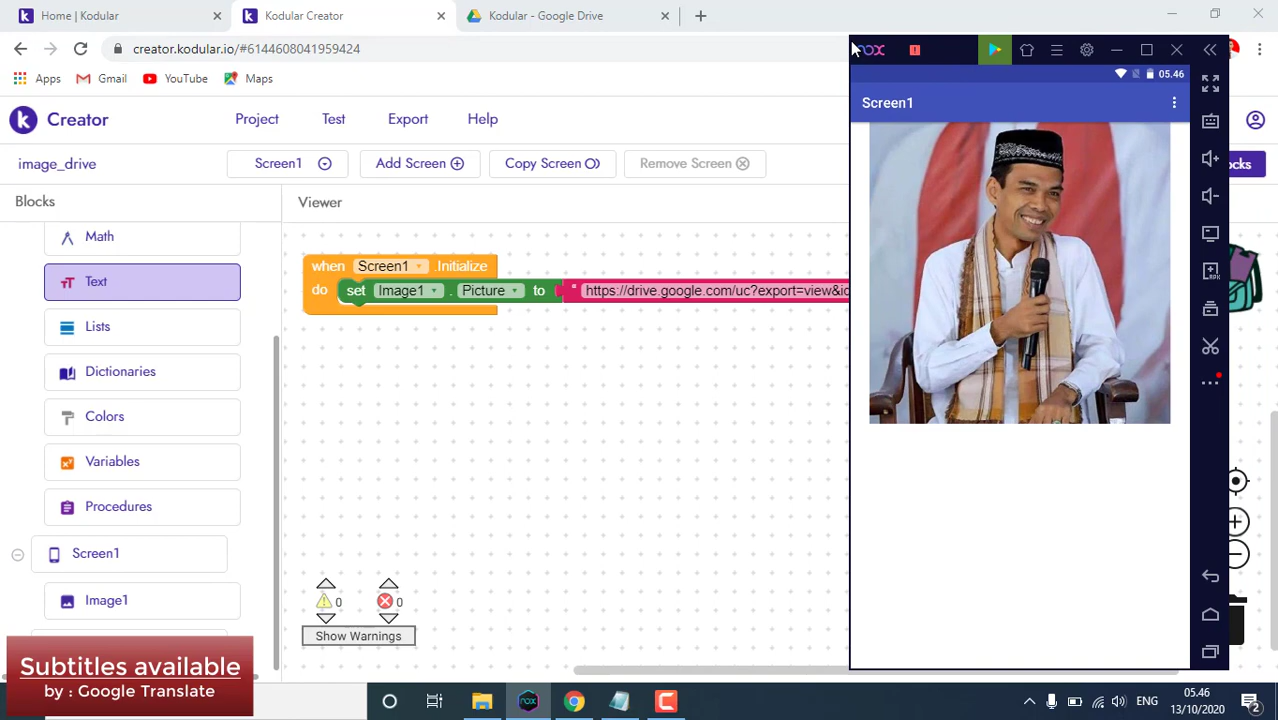 Home | Kodular
Kodular Creator
Kodular - Google Drive
creator.kodular.io/#6144608041959424
Apps
Gmail
YouTube
Maps
Creator
Project
Test
Export
Help
image_drive
Screen1
Add Screen
Copy Screen
Remove Screen
Blocks
Viewer
Math
Text
Lists
Dictionaries
Colors
Variables
Procedures
Screen1
Image1
when Screen1 .Initialize
do set Image1 . Picture to " https://drive.google.com/uc?export=view&i
0
0
Show Warnings
nox
05.46
Screen1
APK
Subtitles available
by : Google Translate
ENG
05.46
13/10/2020
2